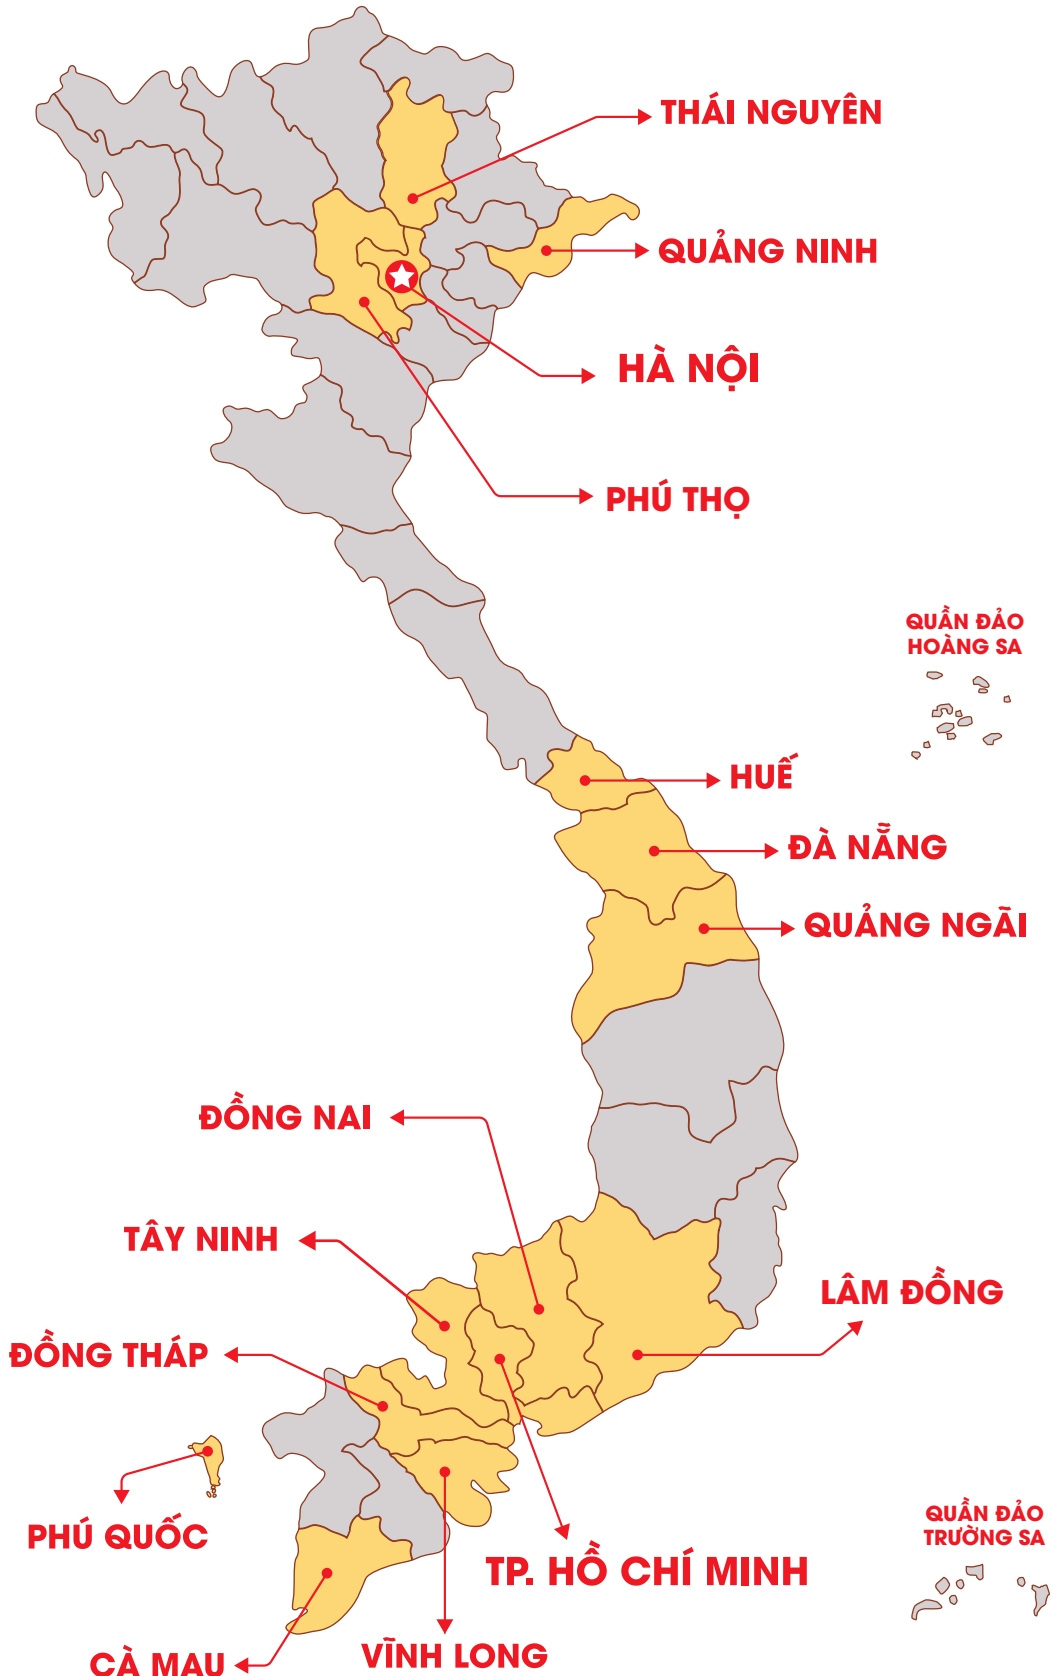 THÁI NGUYÊN
QUẢNG NINH
HÀ NỘI
PHÚ THỌ
QUẦN ĐẢO
HOÀNG SA
HUẾ
ĐÀ NẴNG
QUẢNG NGÃI
ĐỒNG NAI
TÂY NINH
LÂM ĐỒNG
ĐỒNG THÁP
PHÚ QUỐC
QUẦN ĐẢO
TRƯỜNG SA
TP. HỒ CHÍ MINH
VĨNH LONG
CÀ MAU